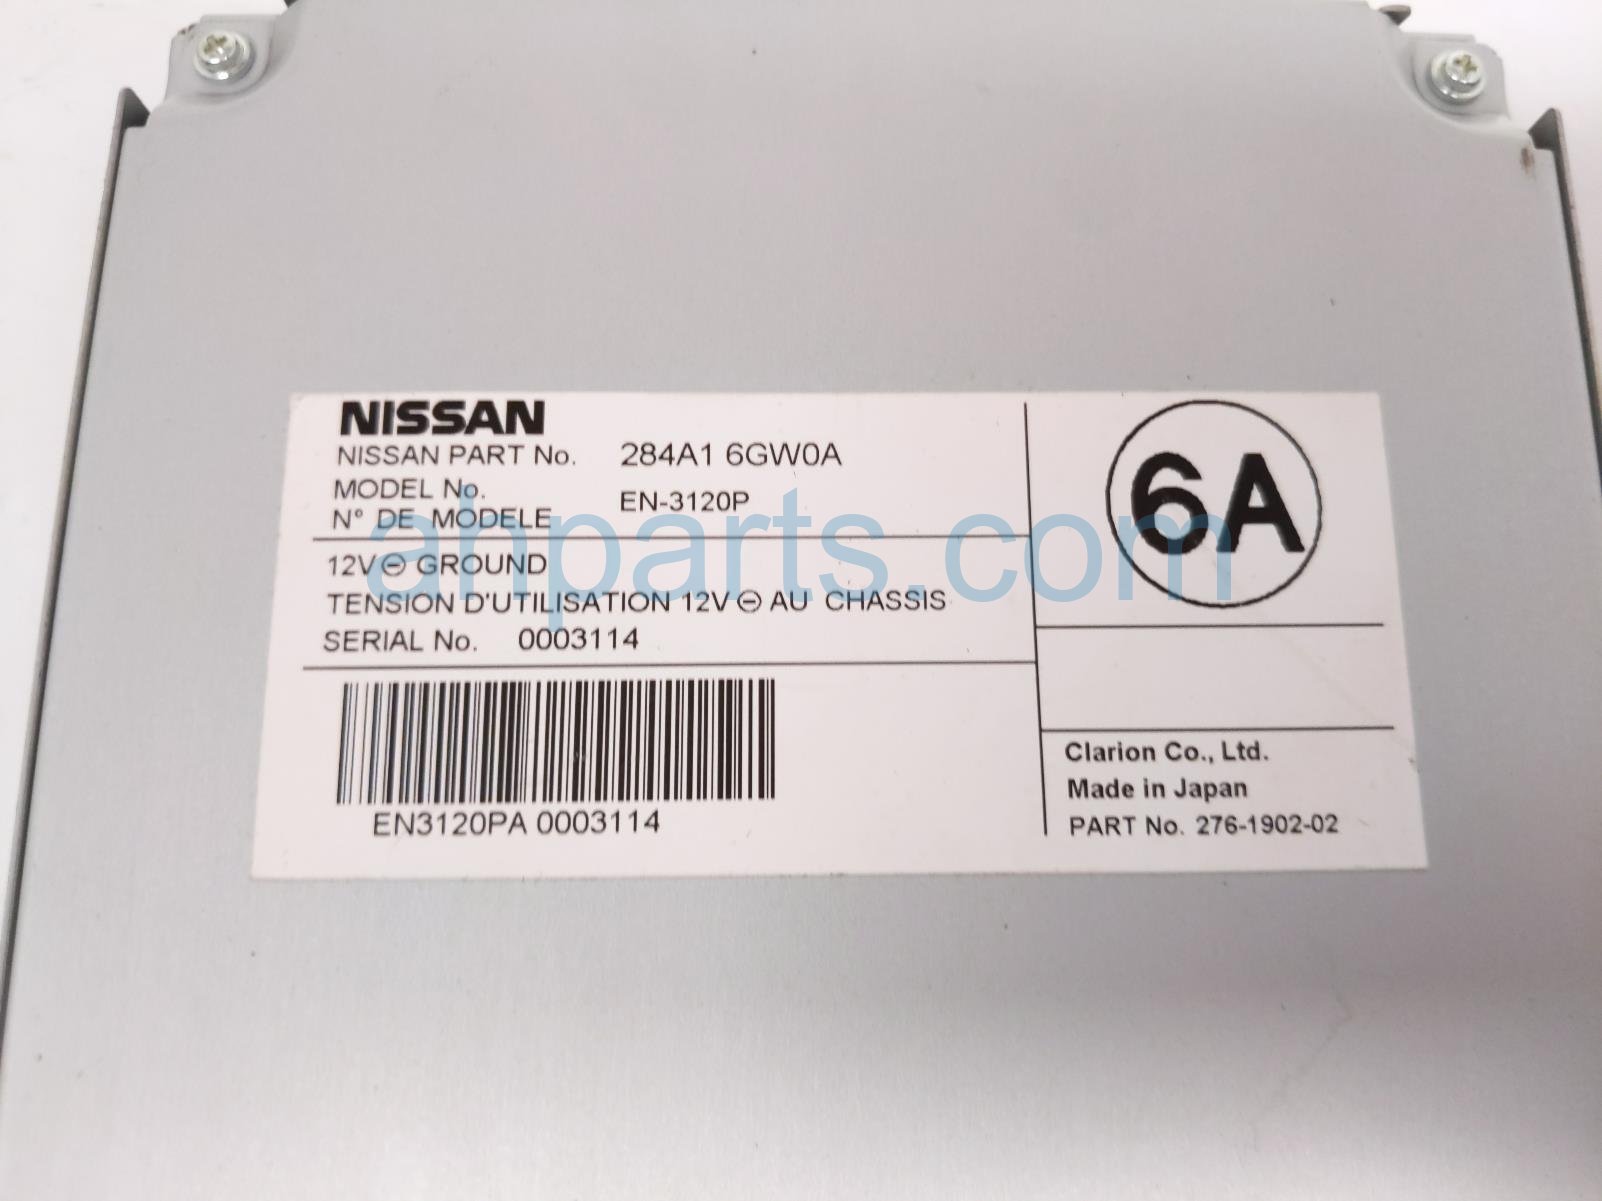 NISSAN
NISSAN PART No. 284A1 6GW0A
MODEL No.
N° DE MODELE EN-3120P
12V⊖ GROUND
TENSION D'UTILISATION 12V⊖ AU CHASSIS
SERIAL No. 0003114
EN3120PA 0003114
6A
Clarion Co., Ltd.
Made in Japan
PART No. 276-1902-02
ahparts.com